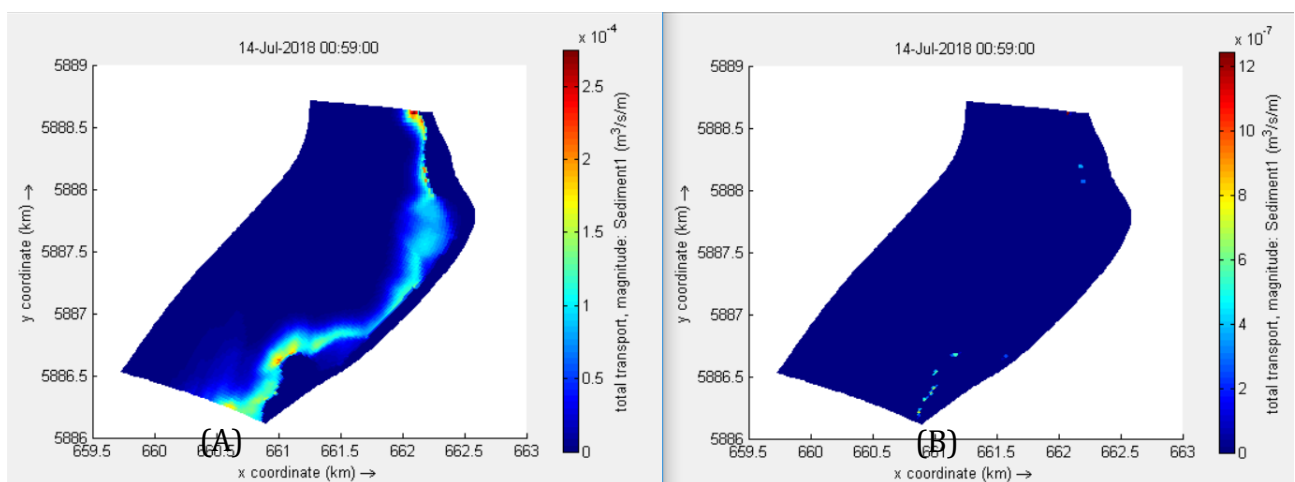 14-Jul-2018 00:59:00
x 10⁻⁴
5889
5888.5
5888
5887.5
5887
5886.5
5886
659.5 660 660.5 661 661.5 662 662.5 663
x coordinate (km) →
y coordinate (km) →
2.5
2
1.5
1
0.5
0
total transport, magnitude: Sediment1 (m³/s/m)
(A)
14-Jul-2018 00:59:00
x 10⁻⁷
5889
5888.5
5888
5887.5
5887
5886.5
5886
659.5 660 660.5 661 661.5 662 662.5 663
x coordinate (km) →
y coordinate (km) →
12
10
8
6
4
2
0
total transport, magnitude: Sediment1 (m³/s/m)
(B)